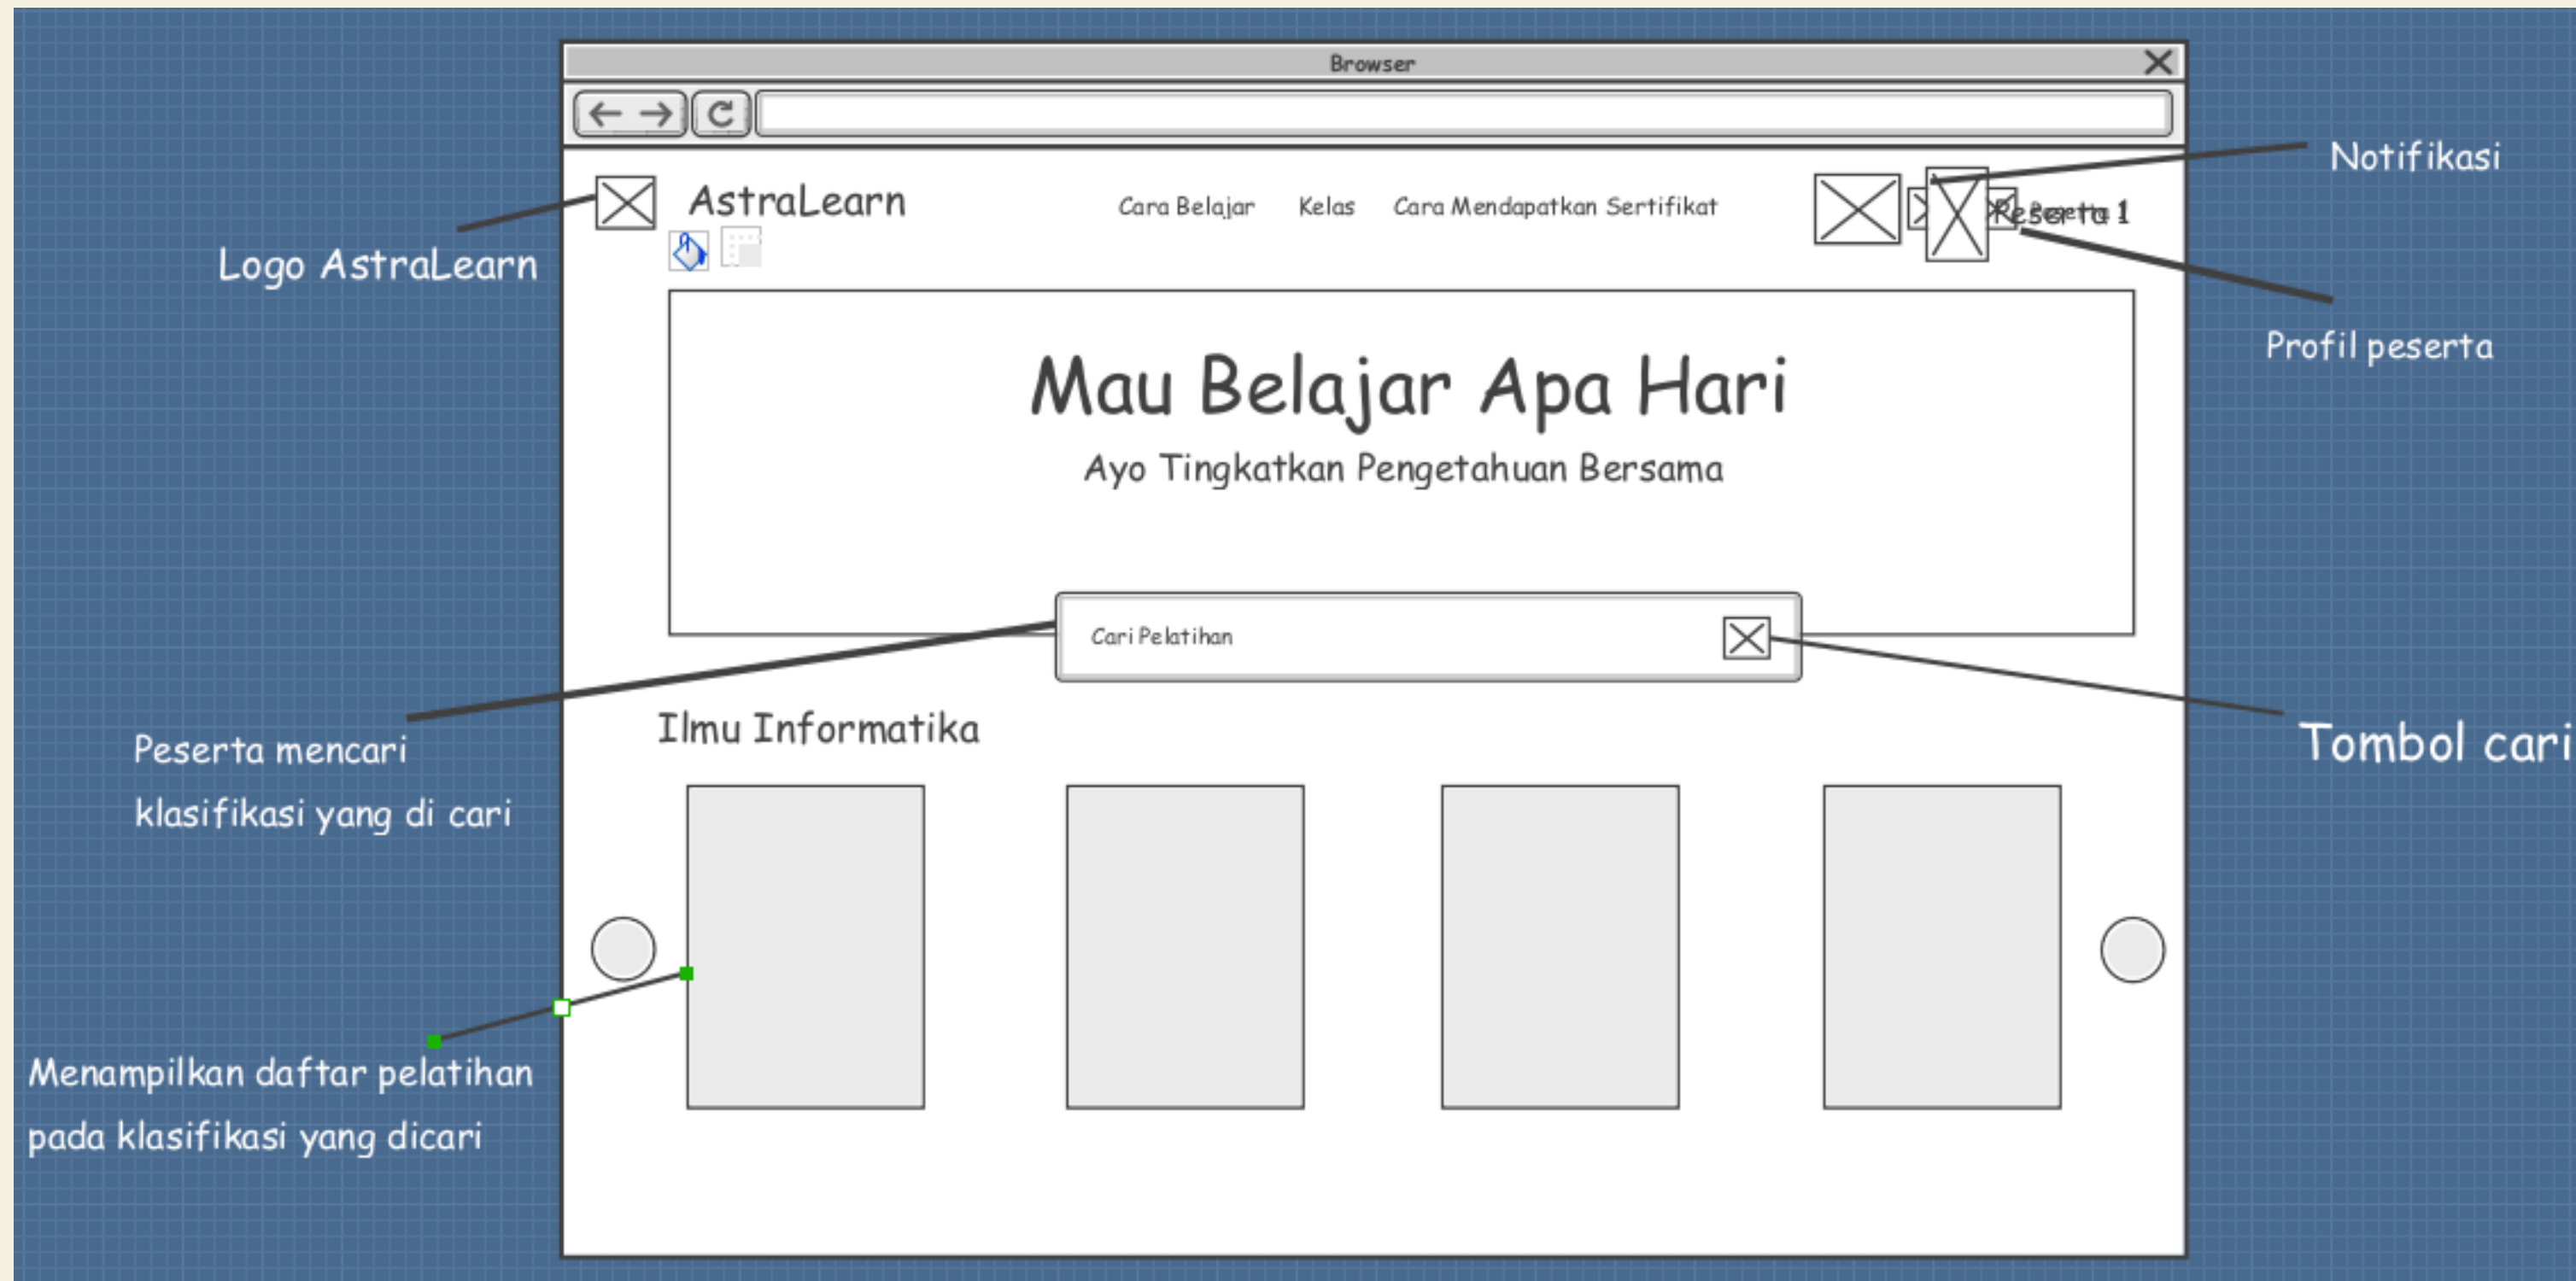 Browser
Notifikasi
AstraLearn
Cara Belajar
Kelas
Cara Mendapatkan Sertifikat
Peserta 1
Logo AstraLearn
Profil peserta
Mau Belajar Apa Hari
Ayo Tingkatkan Pengetahuan Bersama
Cari Pelatihan
Ilmu Informatika
Tombol cari
Peserta mencari
klasifikasi yang di cari
Menampilkan daftar pelatihan
pada klasifikasi yang dicari